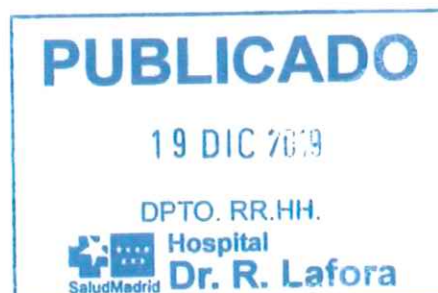 PUBLICADO
19 DIC
DPTO. RR.HH.
Hospital
SaludMadrid Dr. R. Lafora